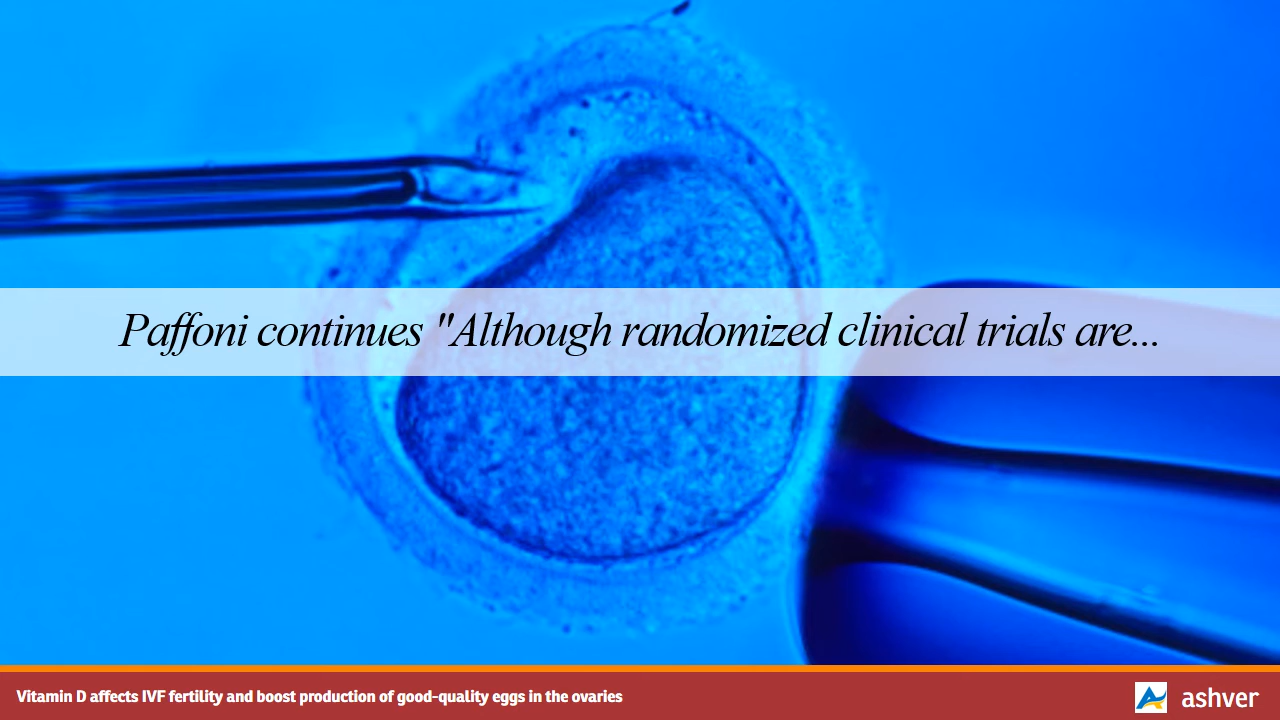 Paffoni continues "Although randomized clinical trials are...
Vitamin D affects IVF fertility and boost production of good-quality eggs in the ovaries
ashver